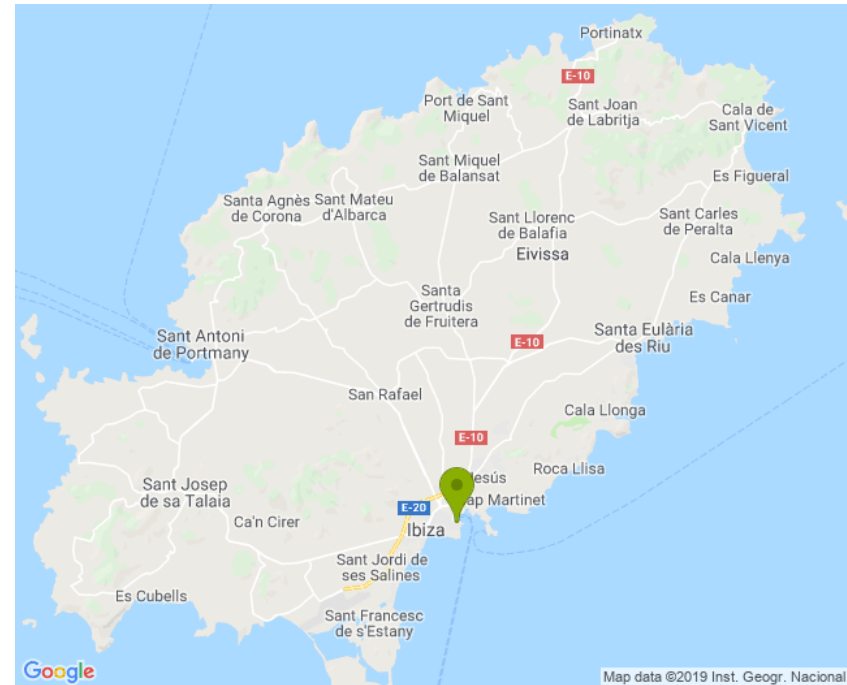 Portinatx
E-10
Port de Sant
Miquel
Sant Joan
de Labritja
Cala de
Sant Vicent
Sant Miquel
de Balansat
Es Figueral
Santa Agnès
de Corona
Sant Mateu
d'Albarca
Sant Llorenc
de Balafia
Sant Carles
de Peralta
Eivissa
Cala Llenya
Santa
Gertrudis
de Fruitera
Es Canar
Sant Antoni
de Portmany
E-10
Santa Eulària
des Riu
San Rafael
Cala Llonga
E-10
Roca Llisa
Sant Josep
de sa Talaia
esús
ap Martinet
E-20
Ca'n Cirer
Ibiza
Sant Jordi de
ses Salines
Es Cubells
Sant Francesc
de s'Estany
Google
Map data ©2019 Inst. Geogr. Nacional